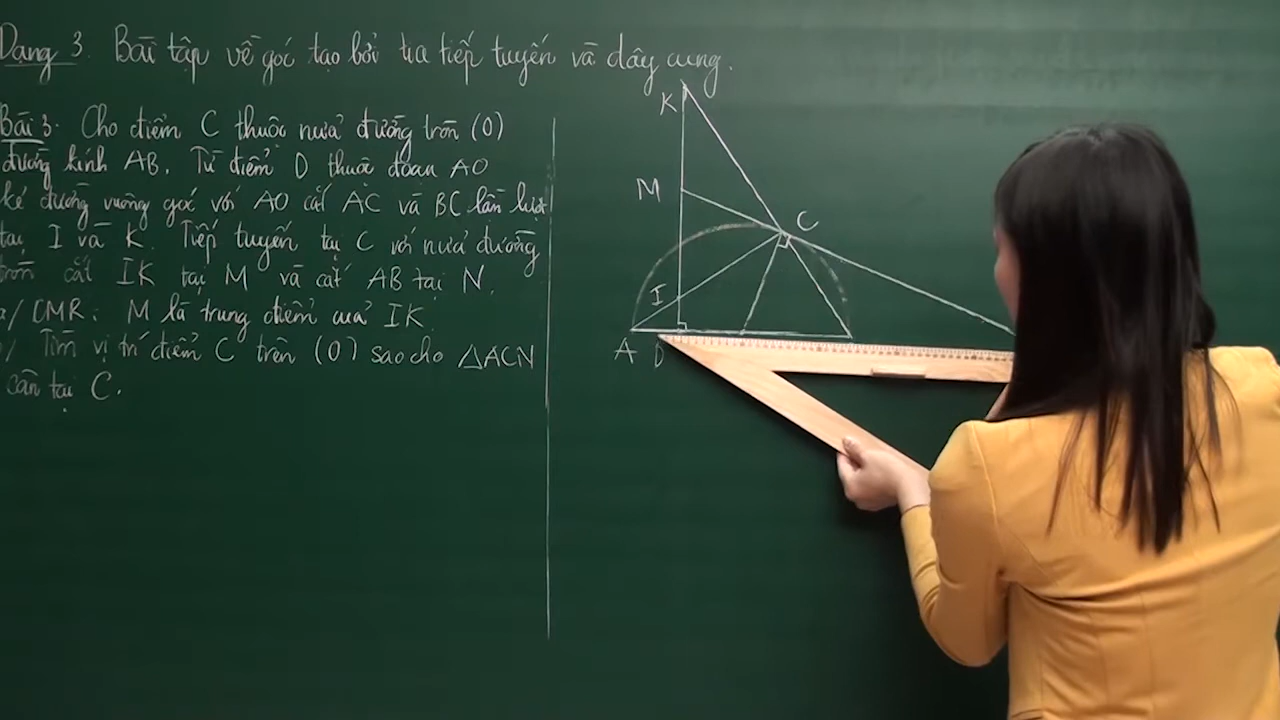 Dạng 3. Bài tập về góc tạo bởi tia tiếp tuyến và dây cung.
Bài 3: Cho điểm C thuộc nửa đường tròn (O)
đường kính AB. Từ điểm D thuộc đoạn AO
kẻ đường vuông góc với AO cắt AC và BC lần lượt
tại I và K. Tiếp tuyến tại C với nửa đường
tròn cắt IK tại M và cắt AB tại N.
a/ CMR: M là trung điểm của IK
b/ Tìm vị trí điểm C trên (O) sao cho △ACN
cân tại C.
K
M
C
I
A D